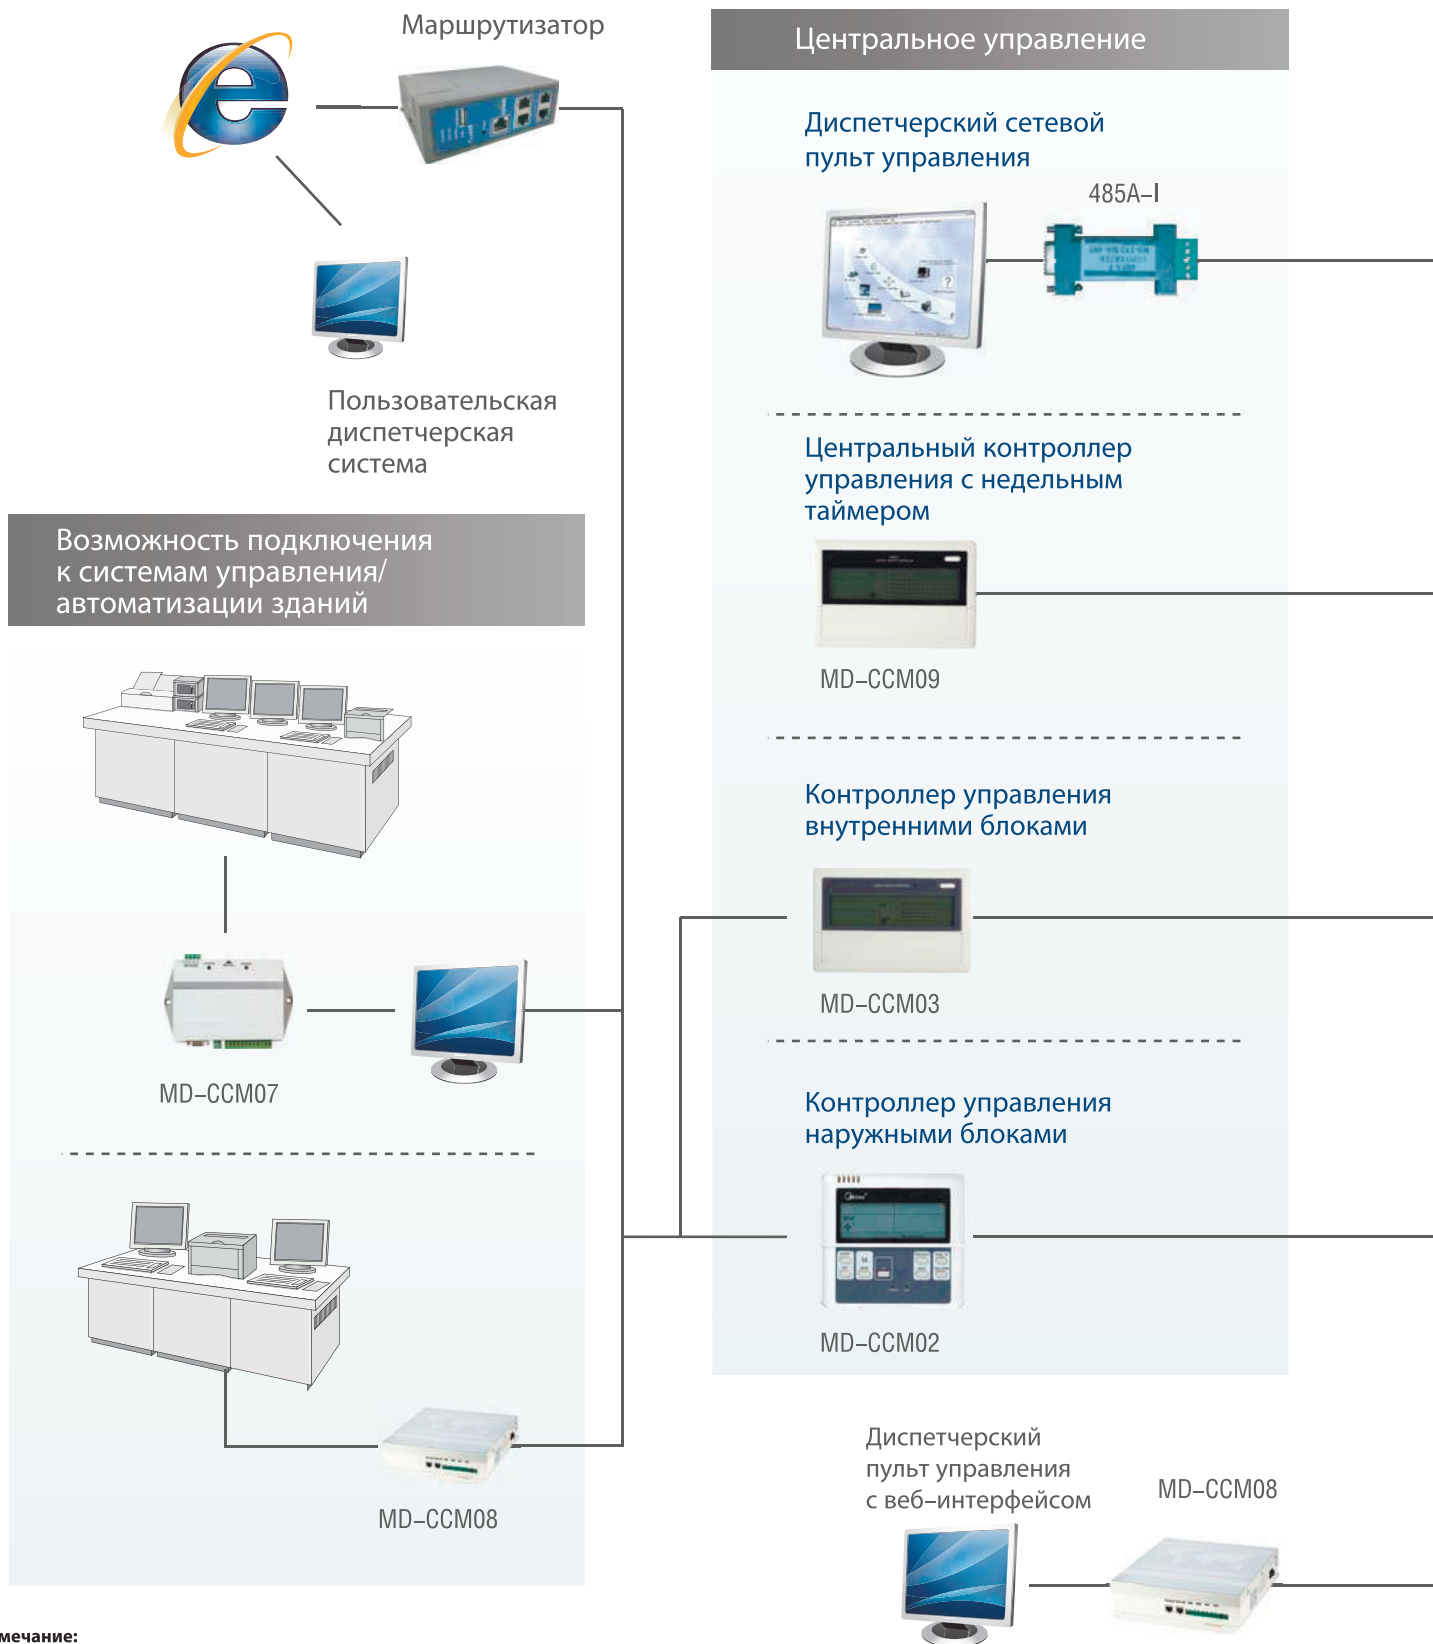 Маршрутизатор
Пользовательская
диспетчерская
система
Возможность подключения
к системам управления/
автоматизации зданий
MD-CCM07
MD-CCM08
Центральное управление
Диспетчерский сетевой
пульт управления
485A-I
Центральный контроллер
управления с недельным
таймером
MD-CCM09
Контроллер управления
внутренними блоками
MD-CCM03
Контроллер управления
наружными блоками
MD-CCM02
Диспетчерский
пульт управления
с веб-интерфейсом
MD-CCM08
мечание: